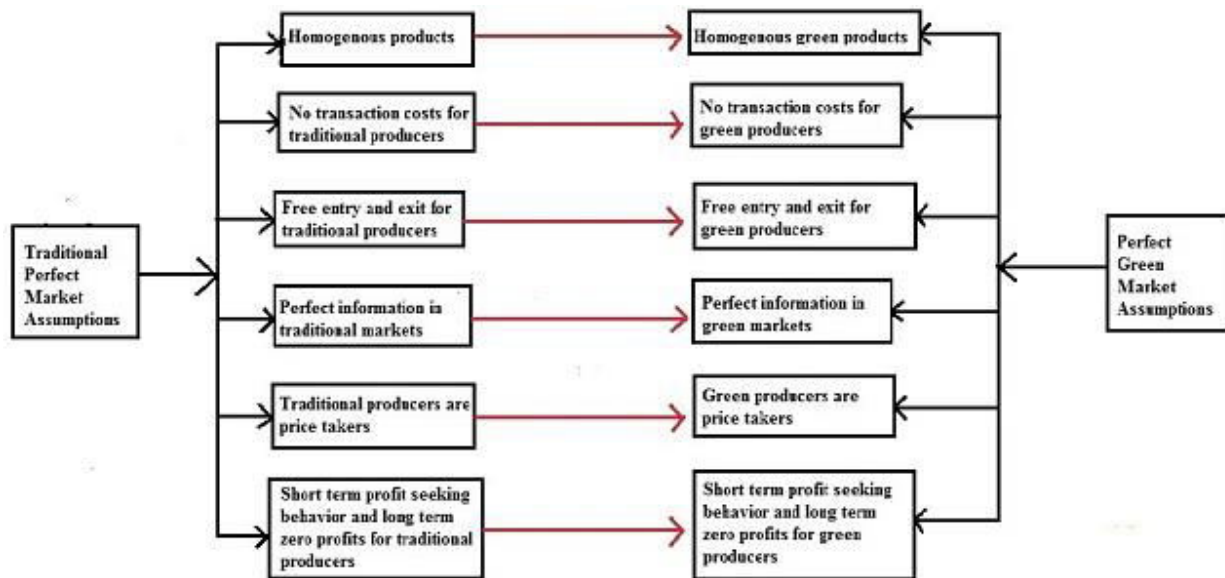 Homogenous products
Homogenous green products
No transaction costs for
traditional producers
No transaction costs for
green producers
Free entry and exit for
traditional producers
Free entry and exit for
green producers
Traditional
Perfect
Market
Assumptions
Perfect
Green
Market
Assumptions
Perfect information in
traditional markets
Perfect information in
green markets
Traditional producers are
price takers
Green producers are
price takers
Short term profit seeking
behavior and long term
zero profits for traditional
producers
Short term profit seeking
behavior and long term
zero profits for green
producers